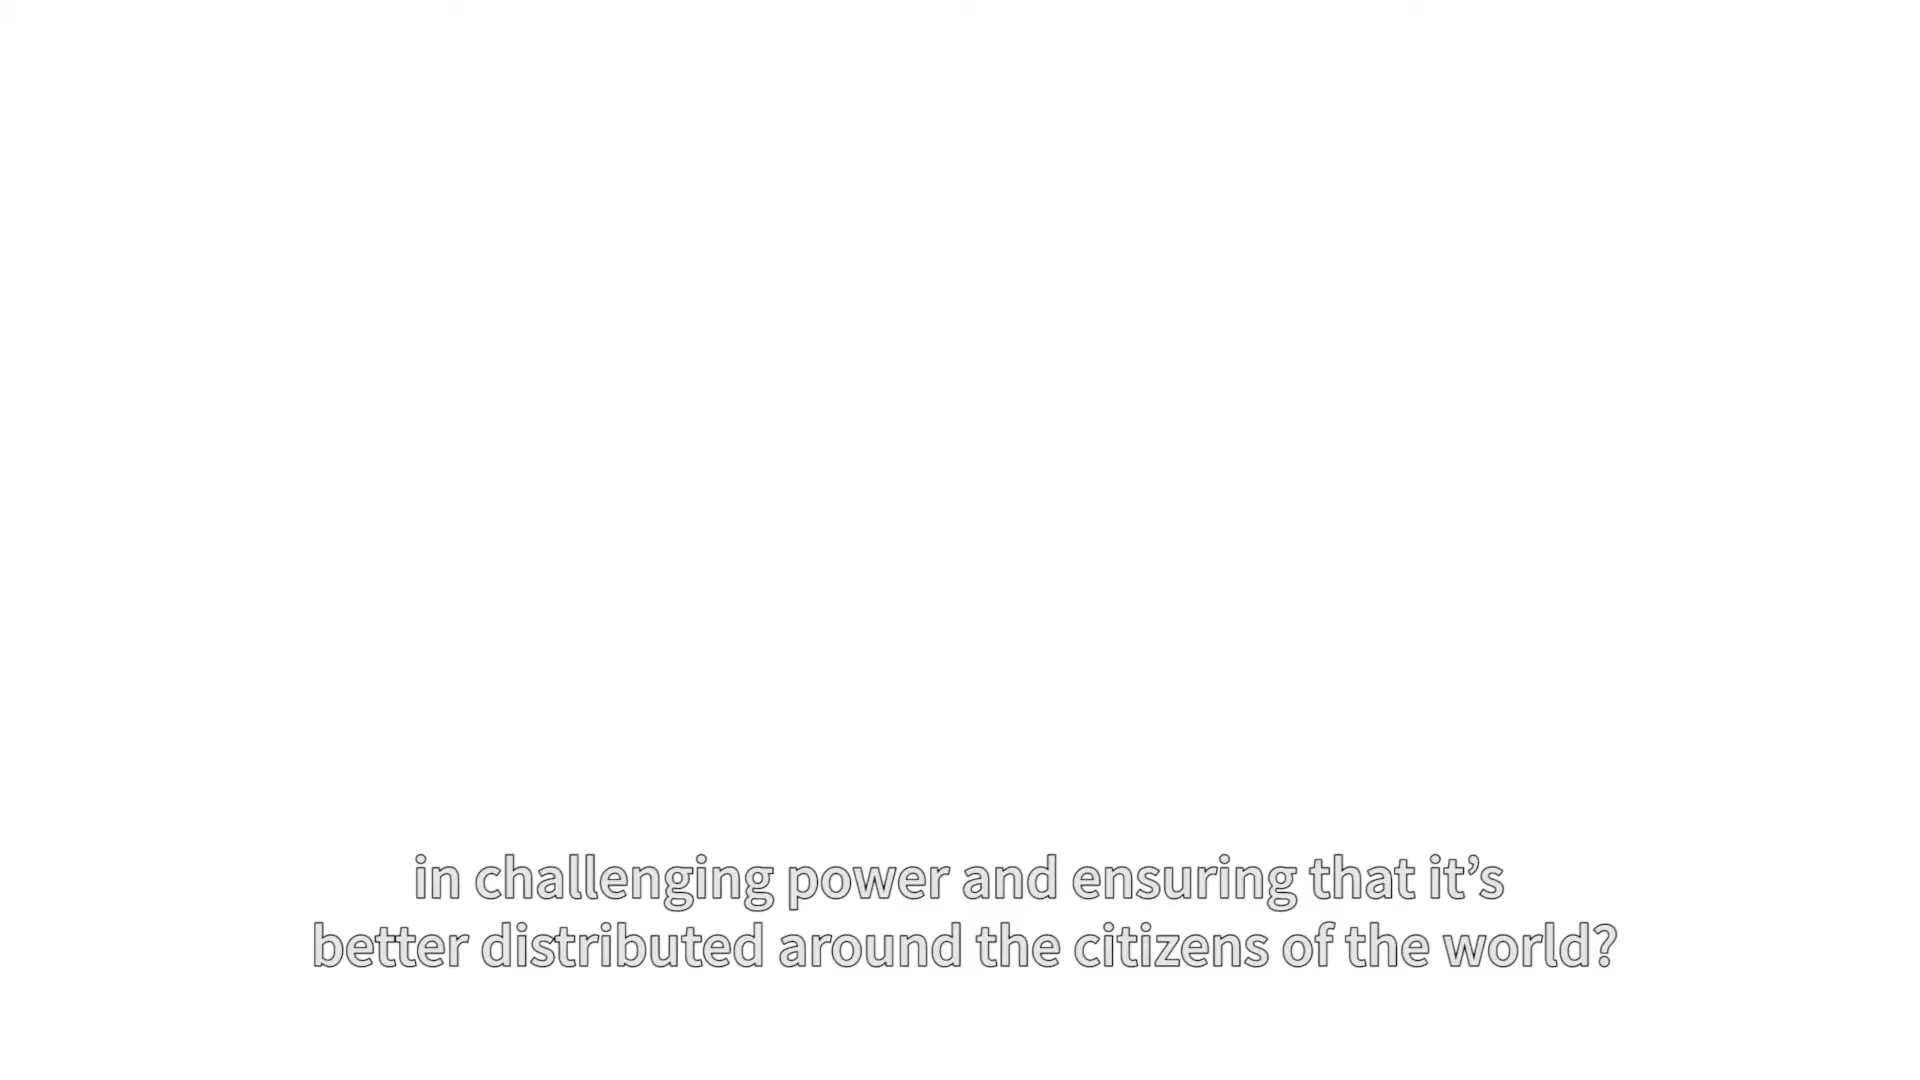 in challenging power and ensuring that it’s
better distributed around the citizens of the world?